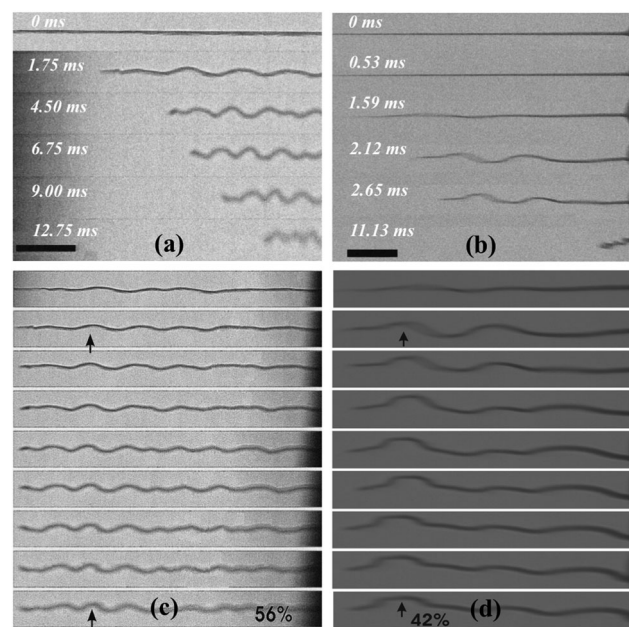 0 ms
1.75 ms
4.50 ms
6.75 ms
9.00 ms
12.75 ms
(a)
0 ms
0.53 ms
1.59 ms
2.12 ms
2.65 ms
11.13 ms
(b)
(c)
56%
(d)
42%